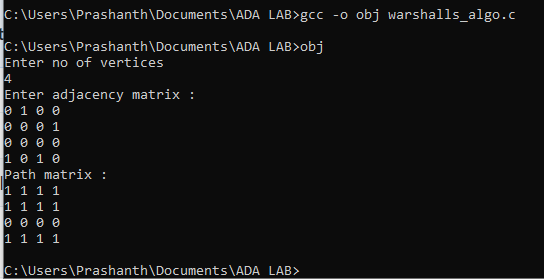 C:\Users\Prashanth\Documents\ADA LAB>gcc -o obj warshalls_algo.c
C:\Users\Prashanth\Documents\ADA LAB>obj
Enter no of vertices
4
Enter adjacency matrix :
0 1 0 0
0 0 0 1
0 0 0 0
1 0 1 0
Path matrix :
1 1 1 1
1 1 1 1
0 0 0 0
1 1 1 1
C:\Users\Prashanth\Documents\ADA LAB>